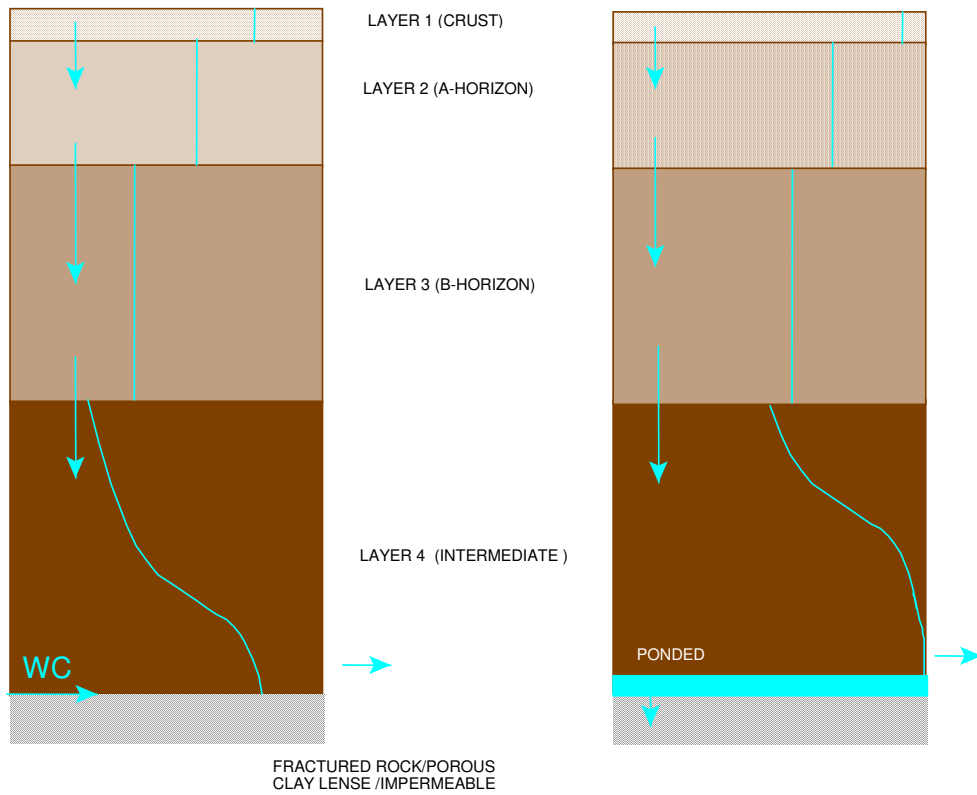 LAYER 1 (CRUST)
LAYER 2 (A-HORIZON)
LAYER 3 (B-HORIZON)
LAYER 4 (INTERMEDIATE )
WC
PONDED
FRACTURED ROCK/POROUS
CLAY LENSE /IMPERMEABLE